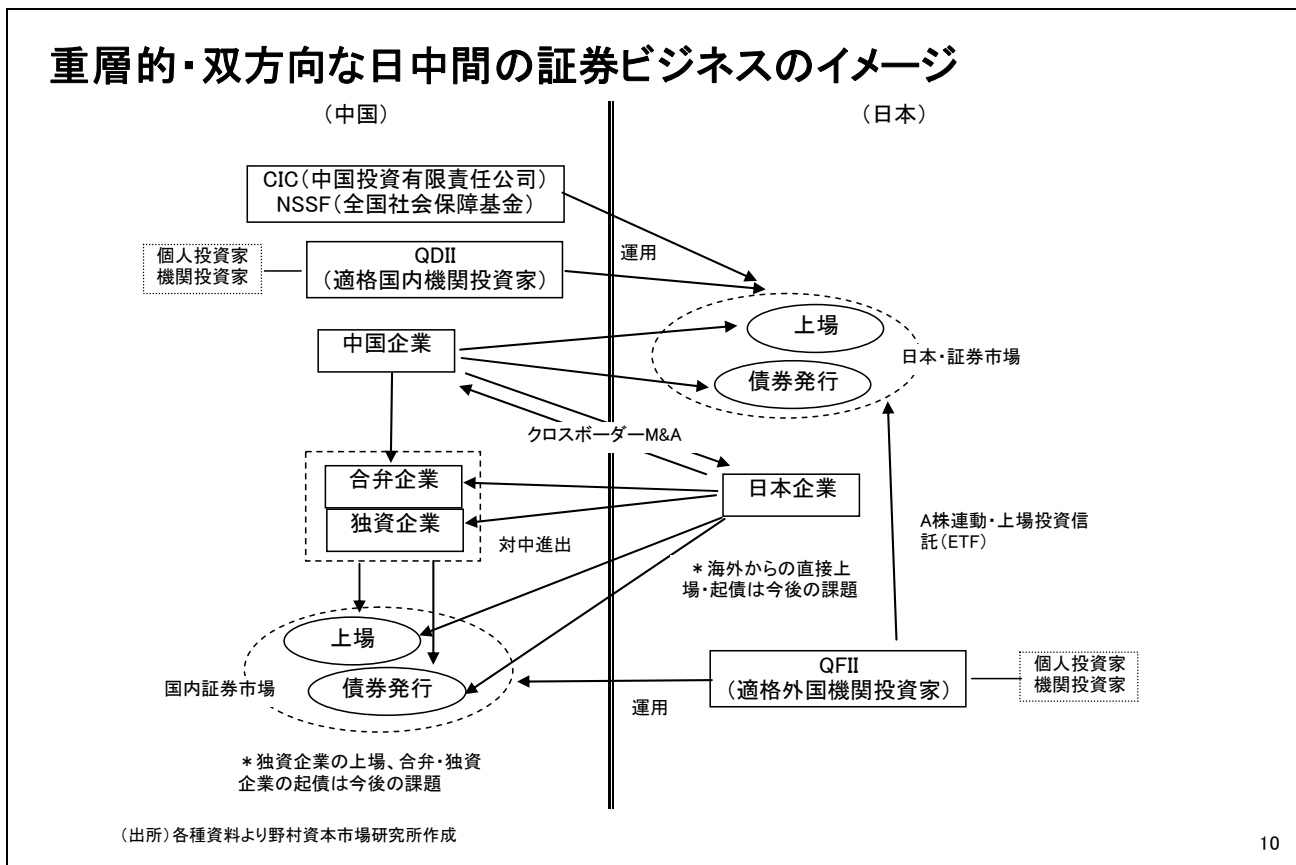 重層的・双方向な日中間の証券ビジネスのイメージ
（中国）
（日本）
CIC（中国投資有限責任公司）
NSSF（全国社会保障基金）
個人投資家
機関投資家
QDII
（適格国内機関投資家）
運用
中国企業
上場
債券発行
日本・証券市場
クロスボーダーM&A
合弁企業
独資企業
日本企業
対中進出
A株連動・上場投資信
託（ETF）
＊海外からの直接上
場・起債は今後の課題
上場
債券発行
国内証券市場
QFII
（適格外国機関投資家）
個人投資家
機関投資家
運用
＊独資企業の上場、合弁・独資
企業の起債は今後の課題
（出所）各種資料より野村資本市場研究所作成
10